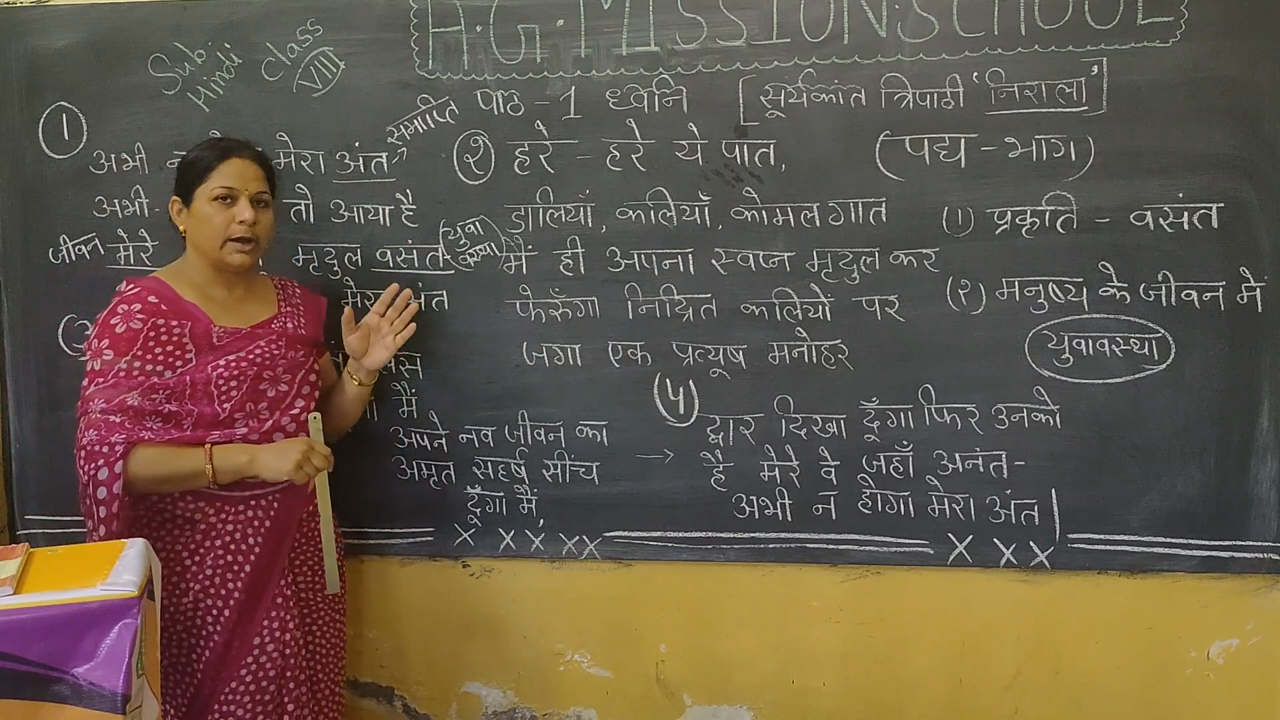 H.G. MISSION SCHOOL
Sub: Hindi
Class VIII
पाठ - 1 ध्वनि [सूर्यकांत त्रिपाठी 'निराला']
(पद्य - भाग)
①
समाप्ति
अभी मेरा अंत
अभी- तो आया है
जीवन मेरे मृदुल वसंत (युवा
मेरा अंत
में
अपने नव जीवन का
अमृत सहर्ष सींच
दूँगा मैं,
② हरे - हरे ये पात,
डालियाँ, कलियाँ, कोमल गात
मैं ही अपना स्वप्न मृदुल कर
फेरुँगा निद्रित कलियों पर
जगा एक प्रत्यूष मनोहर
(५)
→ द्वार दिखा दूँगा फिर उनको
है मेरे वे जहाँ अनंत-
अभी न होगा मेरा अंत|
(१) प्रकृति - वसंत
(२) मनुष्य के जीवन में
युवावस्था
x x x x x
x x x